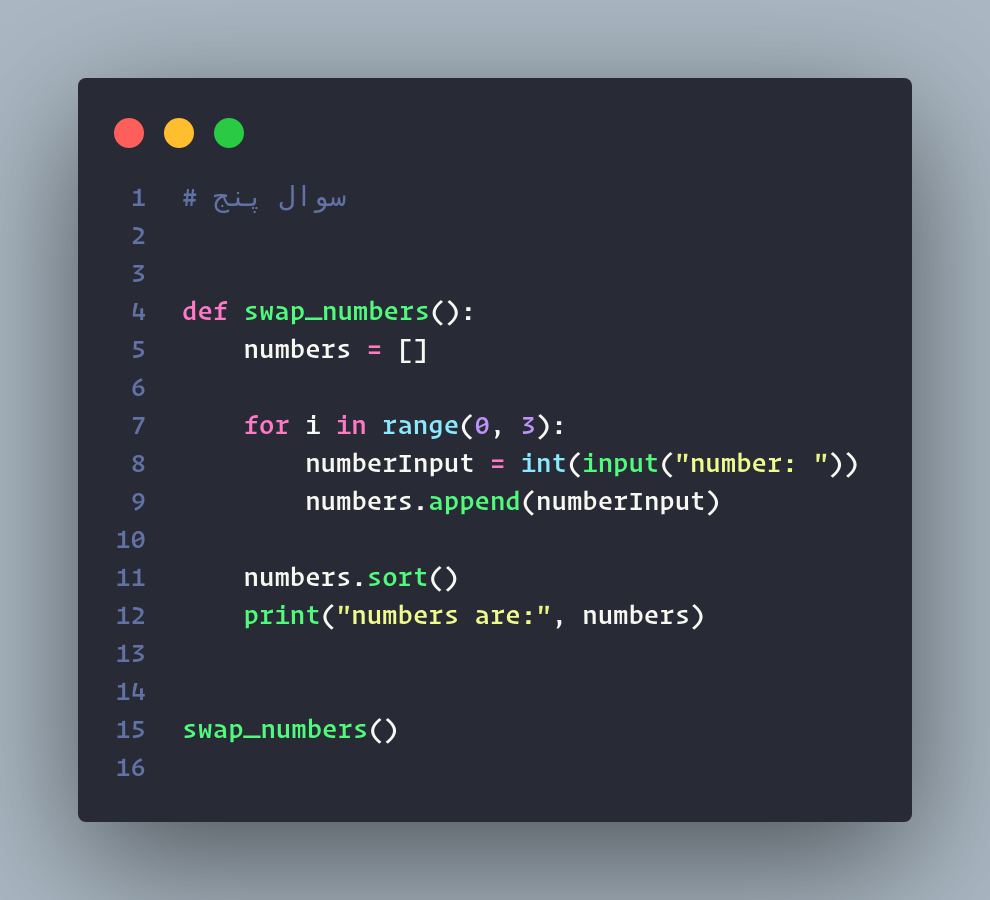 1 # سوال پنج
2
3
4 def swap_numbers():
5     numbers = []
6
7     for i in range(0, 3):
8         numberInput = int(input("number: "))
9         numbers.append(numberInput)
10
11     numbers.sort()
12     print("numbers are:", numbers)
13
14
15 swap_numbers()
16